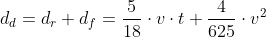 d_d = d_r + d_f = \frac{5}{18} \cdot v \cdot t + \frac{4}{625} \cdot v^2